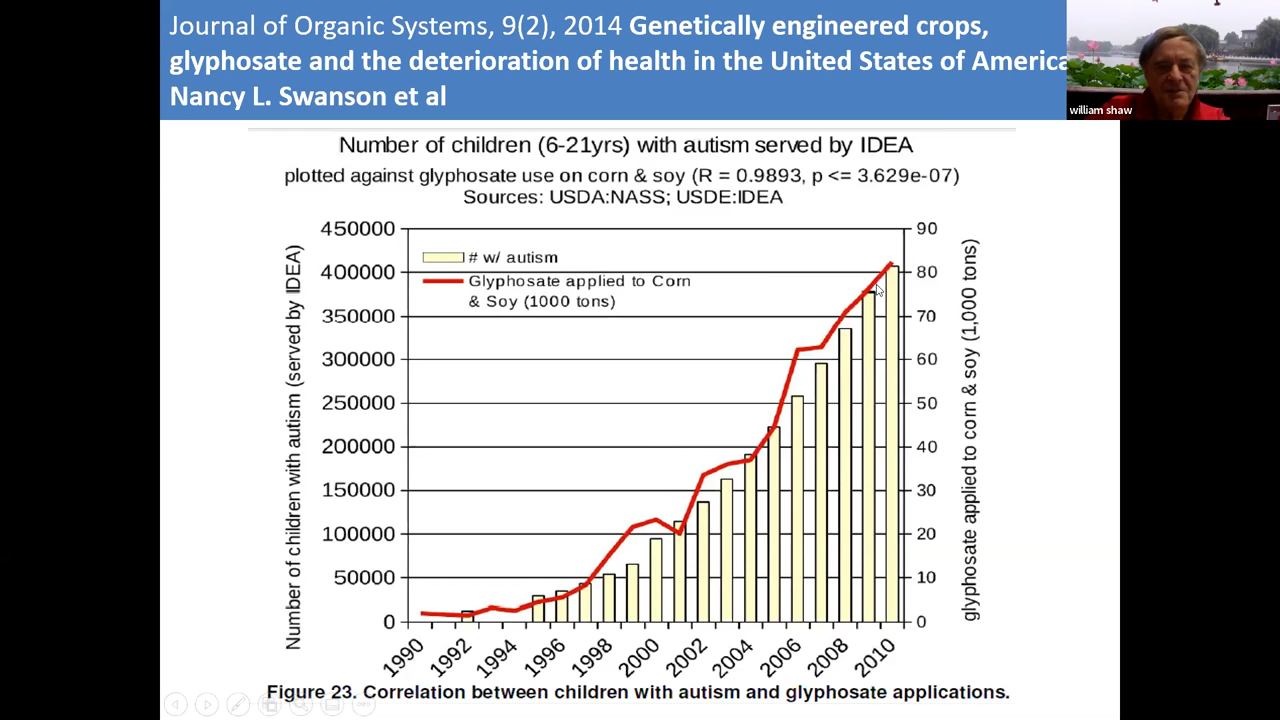 Journal of Organic Systems, 9(2), 2014 Genetically engineered crops,
glyphosate and the deterioration of health in the United States of America
Nancy L. Swanson et al
william shaw
Number of children (6-21yrs) with autism served by IDEA
plotted against glyphosate use on corn & soy (R = 0.9893, p <= 3.629e-07)
Sources: USDA:NASS; USDE:IDEA
Number of children with autism (served by IDEA)
450000
400000
350000
300000
250000
200000
150000
100000
50000
0
# w/ autism
Glyphosate applied to Corn
& Soy (1000 tons)
90
80
70
60
50
40
30
20
10
0
glyphosate applied to corn & soy (1,000 tons)
1990
1992
1994
1996
1998
2000
2002
2004
2006
2008
2010
Figure 23. Correlation between children with autism and glyphosate applications.